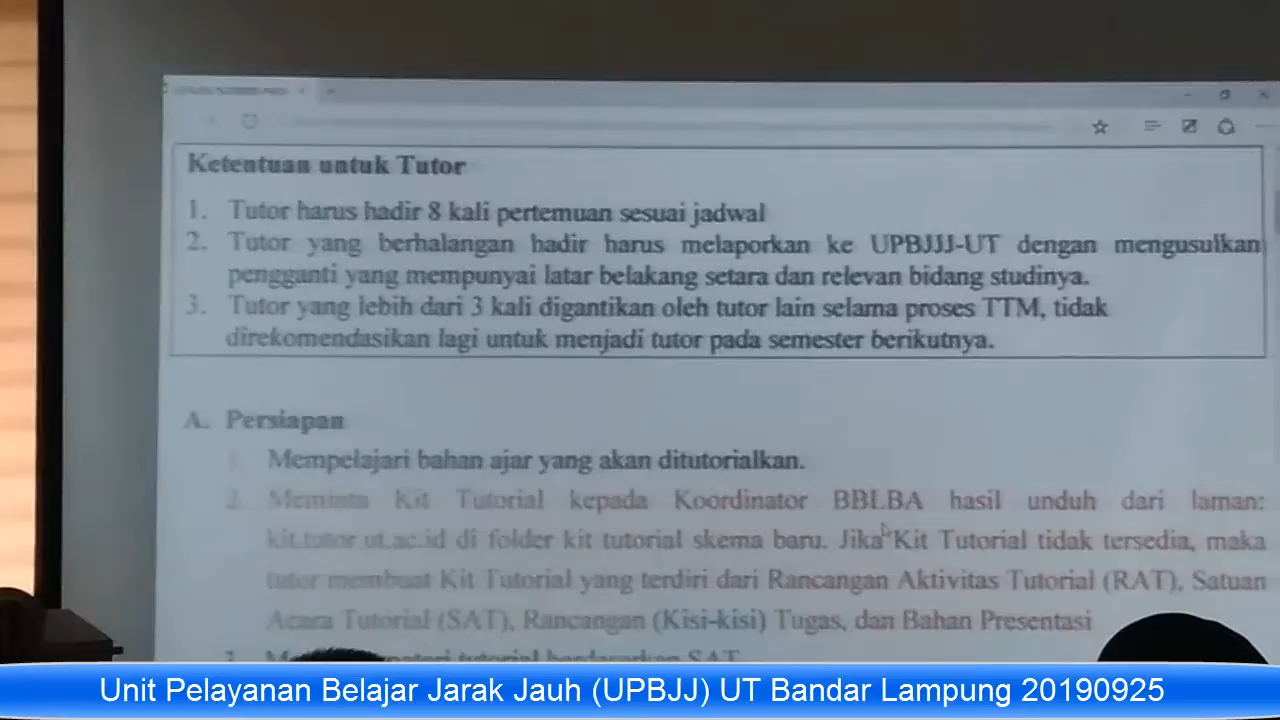 Ketentuan untuk Tutor
1. Tutor harus hadir 8 kali pertemuan sesuai jadwal
2. Tutor yang berhalangan hadir harus melaporkan ke UPBJJJ-UT dengan mengusulkan
pengganti yang mempunyai latar belakang setara dan relevan bidang studinya.
3. Tutor yang lebih dari 3 kali digantikan oleh tutor lain selama proses TTM, tidak
direkomendasikan lagi untuk menjadi tutor pada semester berikutnya.
A. Persiapan
1. Mempelajari bahan ajar yang akan ditutorialkan.
2. Meminta Kit Tutorial kepada Koordinator BBLBA hasil unduh dari laman:
kit.tutor.ut.ac.id di folder kit tutorial skema baru. Jika Kit Tutorial tidak tersedia, maka
tutor membuat Kit Tutorial yang terdiri dari Rancangan Aktivitas Tutorial (RAT), Satuan
Acara Tutorial (SAT), Rancangan (Kisi-kisi) Tugas, dan Bahan Presentasi
tutorial berdasarkan SAT
Unit Pelayanan Belajar Jarak Jauh (UPBJJ) UT Bandar Lampung 20190925